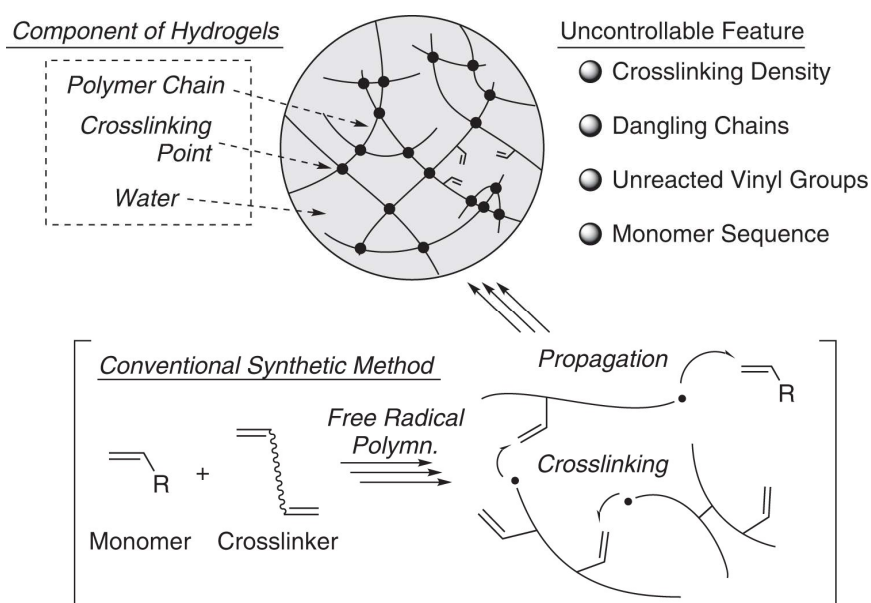 Component of Hydrogels
Polymer Chain
Crosslinking
Point
Water
Uncontrollable Feature
Crosslinking Density
Dangling Chains
Unreacted Vinyl Groups
Monomer Sequence
Conventional Synthetic Method
R
+
Monomer
Crosslinker
Free Radical
Polymn.
Propagation
R
Crosslinking